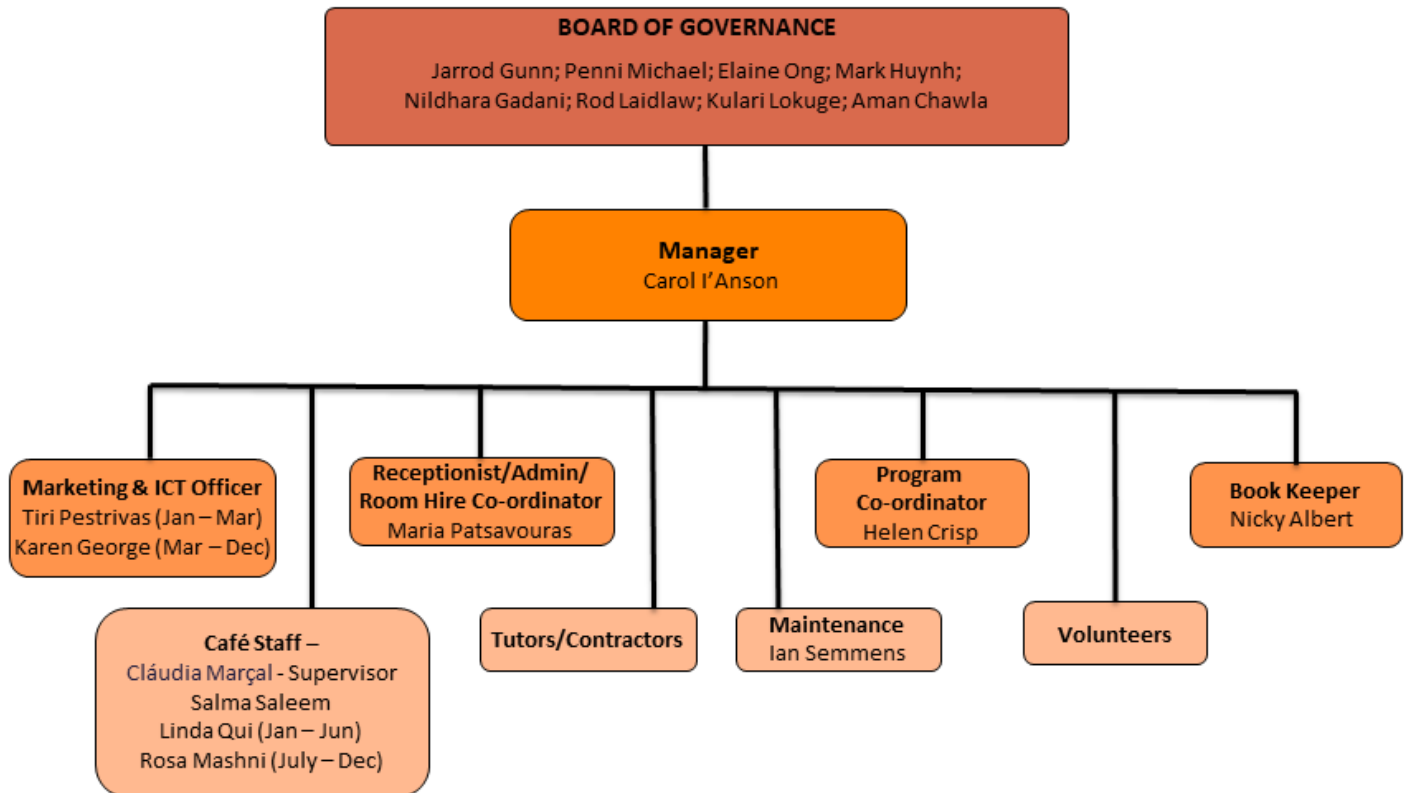 BOARD OF GOVERNANCE
Jarrod Gunn; Penni Michael; Elaine Ong; Mark Huynh;
Nildhara Gadani; Rod Laidlaw; Kulari Lokuge; Aman Chawla
Manager
Carol I’Anson
Marketing & ICT Officer
Tiri Pestrivas (Jan – Mar)
Karen George (Mar – Dec)
Receptionist/Admin/
Room Hire Co-ordinator
Maria Patsavouras
Program
Co-ordinator
Helen Crisp
Book Keeper
Nicky Albert
Café Staff –
Cláudia Marçal - Supervisor
Salma Saleem
Linda Qui (Jan – Jun)
Rosa Mashni (July – Dec)
Tutors/Contractors
Maintenance
Ian Semmens
Volunteers